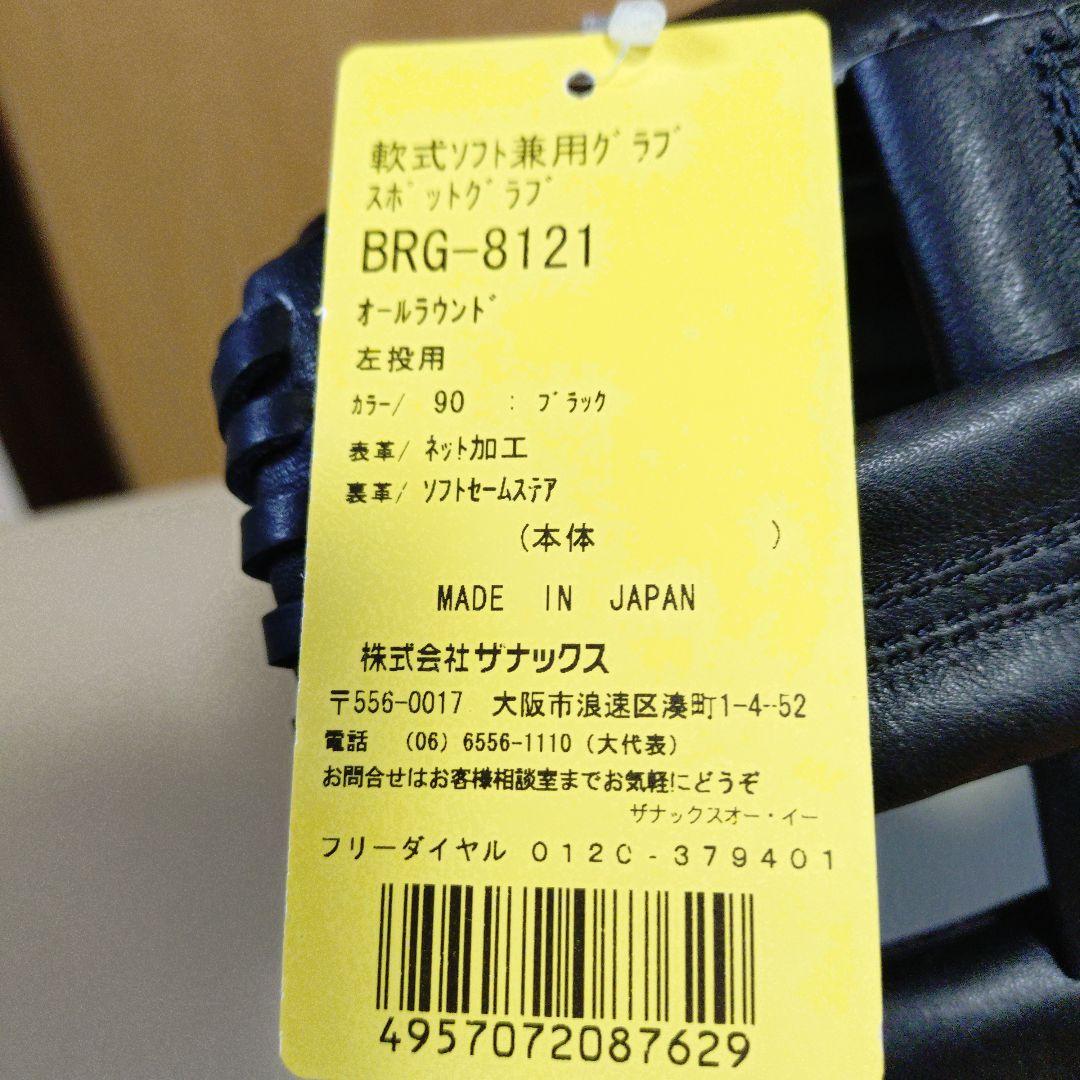 軟式ソフト兼用グラブ
スポットグラブ
BRG-8121
オールラウンド
左投用
カラー/ 90 : ブラック
表革/ ネット加工
裏革/ ソフトセームステア
(本体 )
MADE IN JAPAN
株式会社ザナックス
〒556-0017 大阪市浪速区湊町1-4-52
電話 (06) 6556-1110 (大代表)
お問合せはお客様相談室までお気軽にどうぞ
ザナックスオー・イー
フリーダイヤル 0120-379401
4957072087629